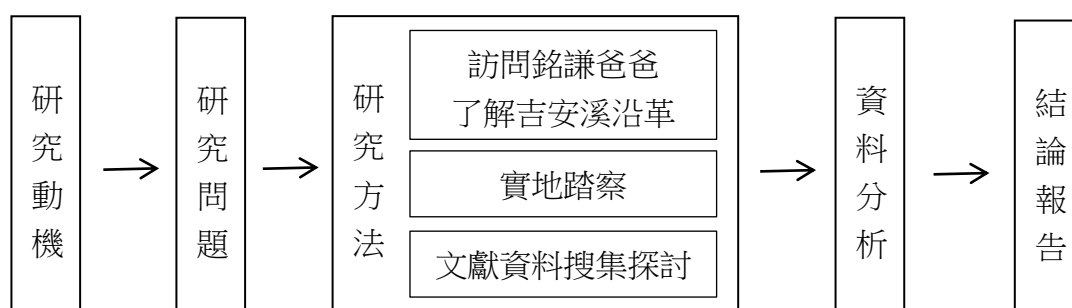 研究動機
研究問題
研究方法
訪問銘謙爸爸
了解吉安溪沿革
實地踏察
文獻資料搜集探討
資料分析
結論報告